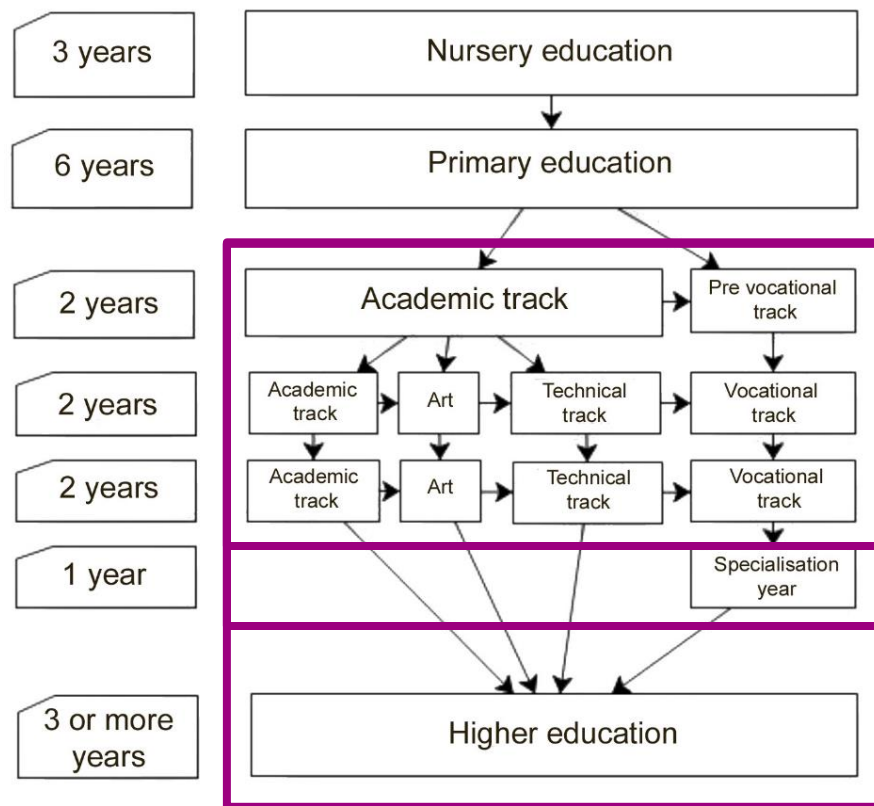 3 years
Nursery education
6 years
Primary education
2 years
Academic track
Pre vocational
track
2 years
Academic
track
Art
Technical
track
Vocational
track
2 years
Academic
track
Art
Technical
track
Vocational
track
1 year
Specialisation
year
3 or more
years
Higher education